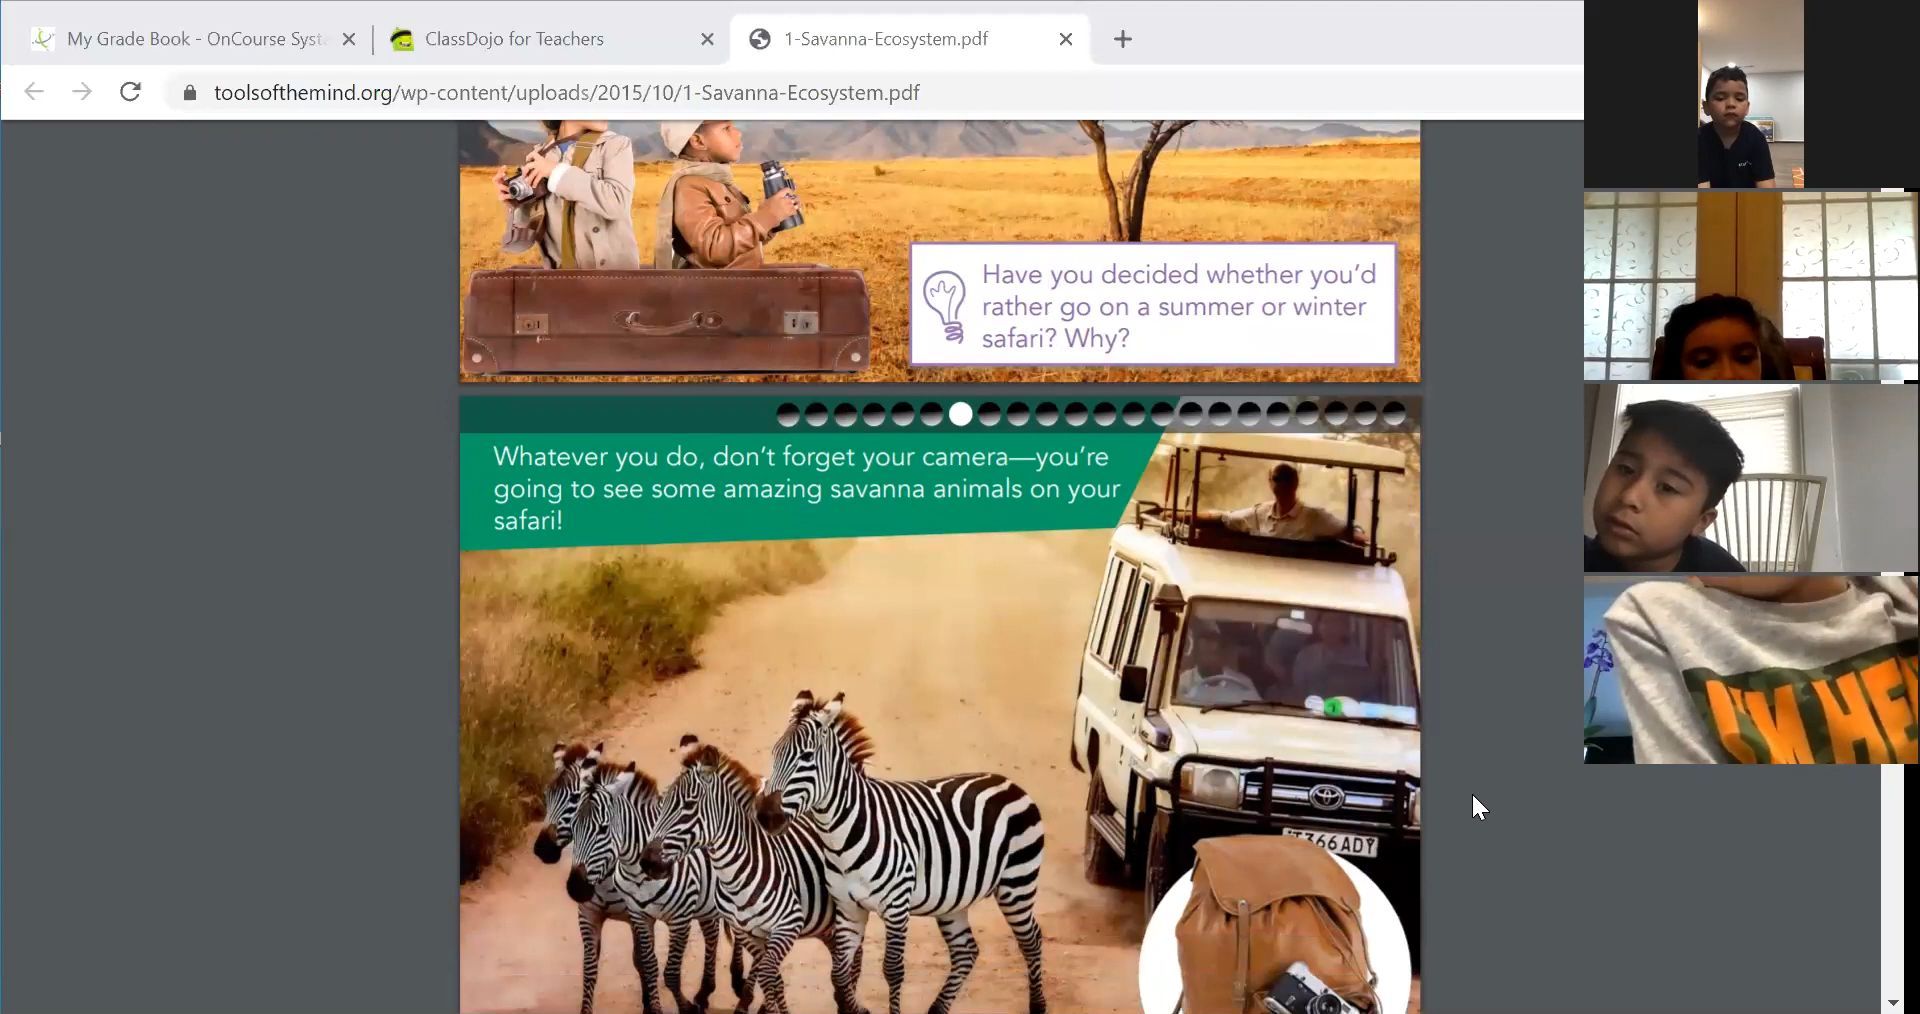 My Grade Book - OnCourse Syst
ClassDojo for Teachers
1-Savanna-Ecosystem.pdf
toolsofthemind.org/wp-content/uploads/2015/10/1-Savanna-Ecosystem.pdf
Have you decided whether you'd
rather go on a summer or winter
safari? Why?
Whatever you do, don't forget your camera—you're
going to see some amazing savanna animals on your
safari!
T366 ADY
I'M HE